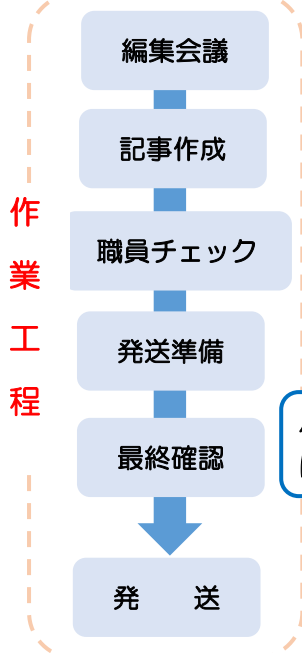 作業工程
編集会議
記事作成
職員チェック
発送準備
最終確認
発　　送